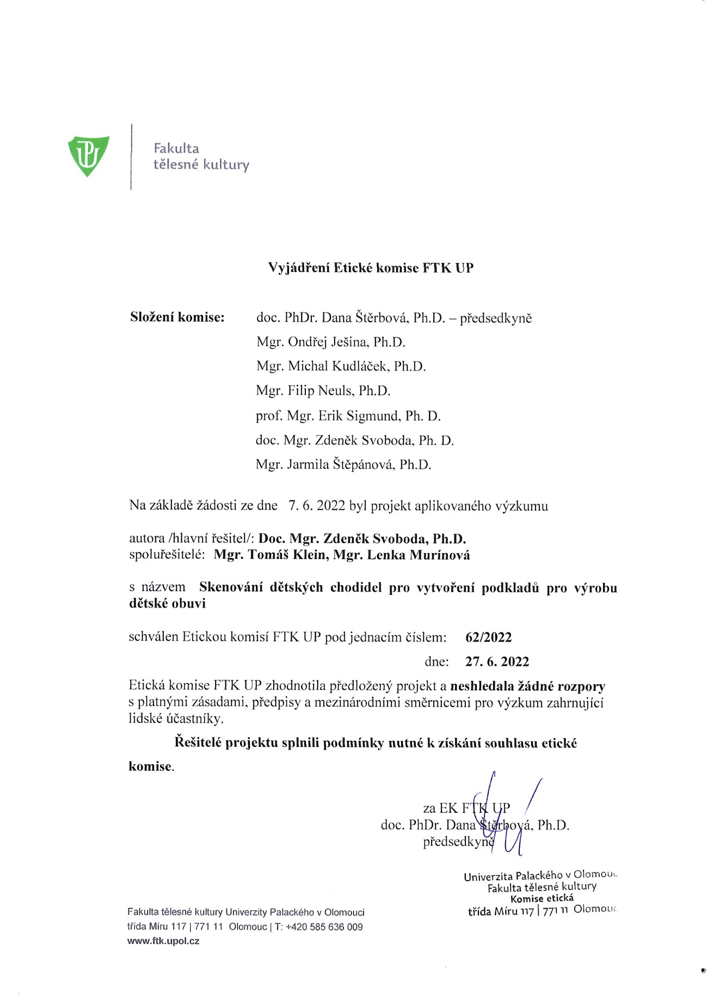 UP
Fakulta
tělesné kultury
Vyjádření Etické komise FTK UP
Složení komise: doc. PhDr. Dana Štěrbová, Ph.D. – předsedkyně
Mgr. Ondřej Ješina, Ph.D.
Mgr. Michal Kudláček, Ph.D.
Mgr. Filip Neuls, Ph.D.
prof. Mgr. Erik Sigmund, Ph. D.
doc. Mgr. Zdeněk Svoboda, Ph. D.
Mgr. Jarmila Štěpánová, Ph.D.
Na základě žádosti ze dne 7. 6. 2022 byl projekt aplikovaného výzkumu
autora /hlavní řešitel/: Doc. Mgr. Zdeněk Svoboda, Ph.D.
spoluřešitelé: Mgr. Tomáš Klein, Mgr. Lenka Murínová
s názvem Skenování dětských chodidel pro vytvoření podkladů pro výrobu
dětské obuvi
schválen Etickou komisí FTK UP pod jednacím číslem: 62/2022
dne: 27. 6. 2022
Etická komise FTK UP zhodnotila předložený projekt a neshledala žádné rozpory
s platnými zásadami, předpisy a mezinárodními směrnicemi pro výzkum zahrnující
lidské účastníky.
Řešitelé projektu splnili podmínky nutné k získání souhlasu etické
komise.
za EK FTK UP
doc. PhDr. Dana Štěrbová, Ph.D.
předsedkyně
Univerzita Palackého v Olomouc
Fakulta tělesné kultury
Komise etická
třída Míru 117 | 771 11 Olomouc
Fakulta tělesné kultury Univerzity Palackého v Olomouci
třída Míru 117 | 771 11 Olomouc | T: +420 585 636 009
www.ftk.upol.cz